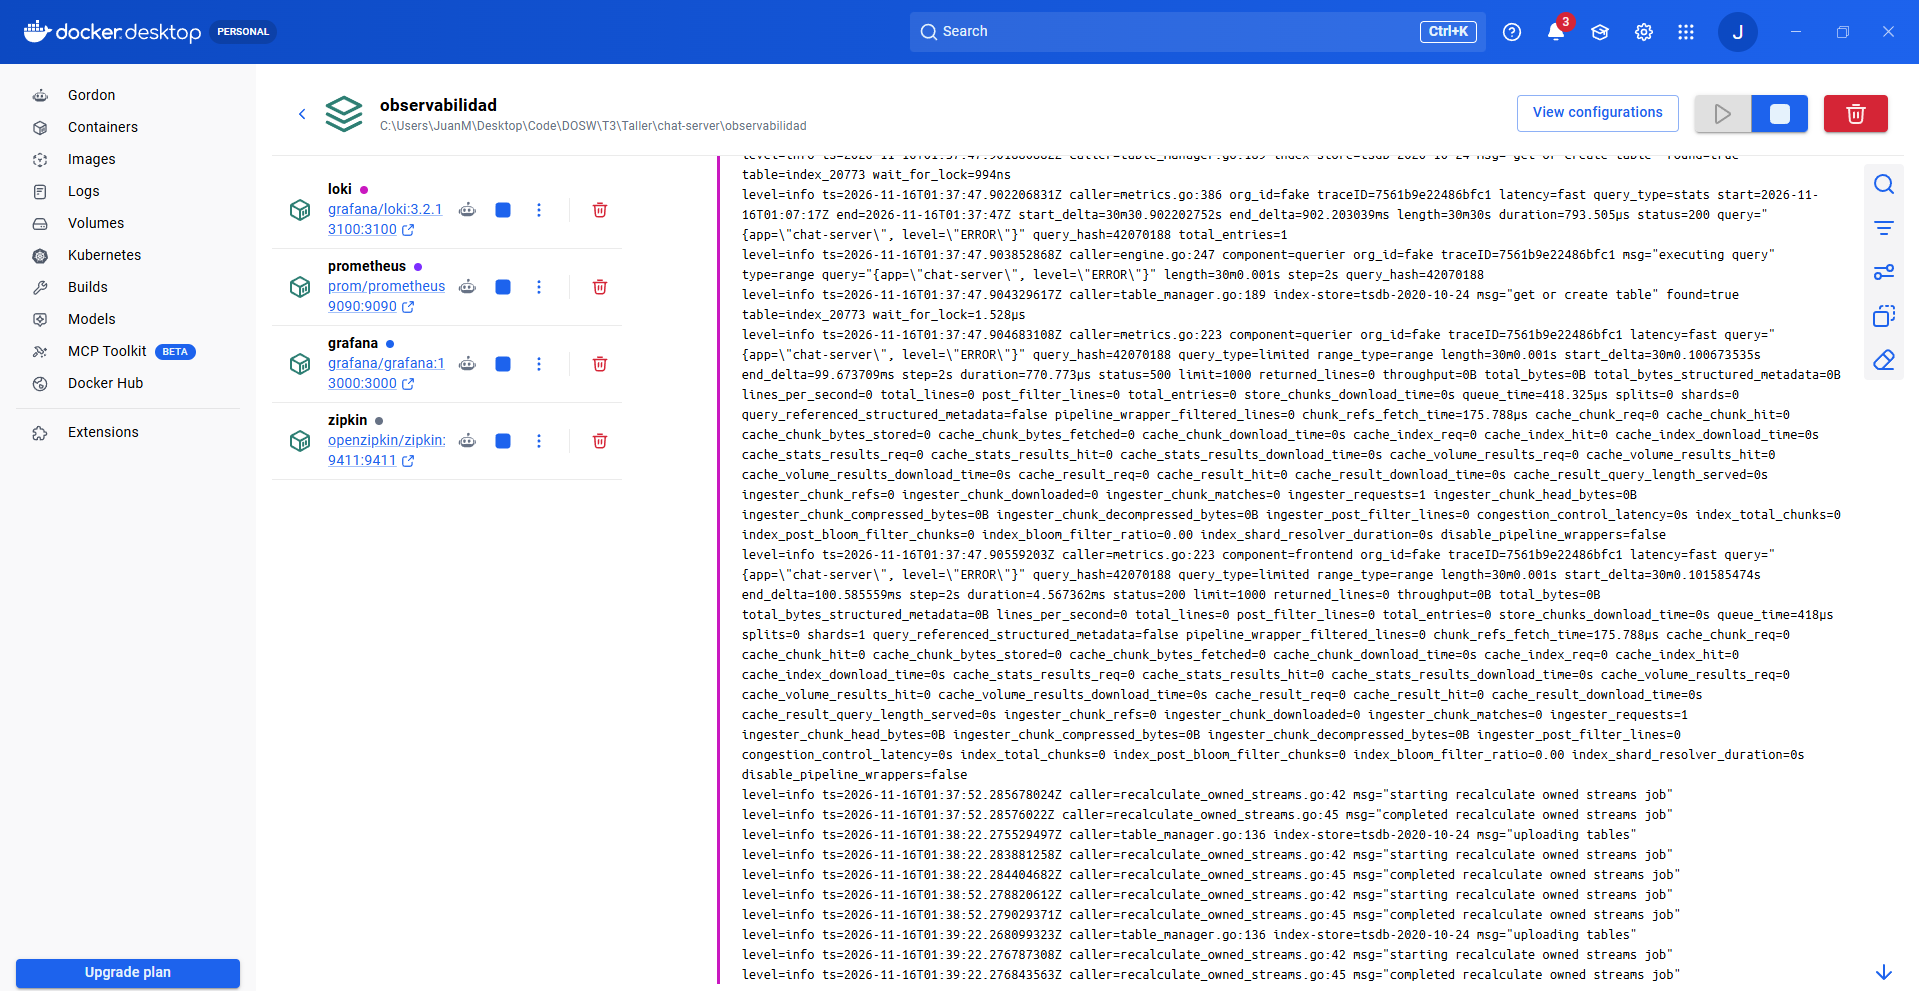 docker.desktop PERSONAL
Search
Ctrl+K
3
J
Gordon
Containers
Images
Logs
Volumes
Kubernetes
Builds
Models
MCP Toolkit BETA
Docker Hub
Extensions
Upgrade plan
observabilidad
C:\Users\JuanM\Desktop\Code\DOSW\T3\Taller\chat-server\observabilidad
View configurations
loki
grafana/loki:3.2.1
3100:3100
prometheus
prom/prometheus
9090:9090
grafana
grafana/grafana:1
3000:3000
zipkin
openzipkin/zipkin:
9411:9411
table=index_20773 wait_for_lock=994ns
level=info ts=2026-11-16T01:37:47.902206831Z caller=metrics.go:386 org_id=fake traceID=7561b9e22486bfc1 latency=fast query_type=stats start=2026-11-
16T01:07:17Z end=2026-11-16T01:37:47Z start_delta=30m30.902202752s end_delta=902.203039ms length=30m30s duration=793.505µs status=200 query="
{app=\"chat-server\", level=\"ERROR\"}" query_hash=42070188 total_entries=1
level=info ts=2026-11-16T01:37:47.903852868Z caller=engine.go:247 component=querier org_id=fake traceID=7561b9e22486bfc1 msg="executing query"
type=range query="{app=\"chat-server\", level=\"ERROR\"}" length=30m0.001s step=2s query_hash=42070188
level=info ts=2026-11-16T01:37:47.904329617Z caller=table_manager.go:189 index-store=tsdb-2020-10-24 msg="get or create table" found=true
table=index_20773 wait_for_lock=1.528µs
level=info ts=2026-11-16T01:37:47.904683108Z caller=metrics.go:223 component=querier org_id=fake traceID=7561b9e22486bfc1 latency=fast query="
{app=\"chat-server\", level=\"ERROR\"}" query_hash=42070188 query_type=limited range_type=range length=30m0.001s start_delta=30m0.100673535s
end_delta=99.673709ms step=2s duration=770.773µs status=500 limit=1000 returned_lines=0 throughput=0B total_bytes=0B total_bytes_structured_metadata=0B
lines_per_second=0 total_lines=0 post_filter_lines=0 total_entries=0 store_chunks_download_time=0s queue_time=418.325µs splits=0 shards=0
query_referenced_structured_metadata=false pipeline_wrapper_filtered_lines=0 chunk_refs_fetch_time=175.788µs cache_chunk_req=0 cache_chunk_hit=0
cache_chunk_bytes_stored=0 cache_chunk_bytes_fetched=0 cache_chunk_download_time=0s cache_index_req=0 cache_index_hit=0 cache_index_download_time=0s
cache_stats_results_req=0 cache_stats_results_hit=0 cache_stats_results_download_time=0s cache_volume_results_req=0 cache_volume_results_hit=0
cache_volume_results_download_time=0s cache_result_req=0 cache_result_hit=0 cache_result_download_time=0s cache_result_query_length_served=0s
ingester_chunk_refs=0 ingester_chunk_downloaded=0 ingester_chunk_matches=0 ingester_requests=1 ingester_chunk_head_bytes=0B
ingester_chunk_compressed_bytes=0B ingester_chunk_decompressed_bytes=0B ingester_post_filter_lines=0 congestion_control_latency=0s index_total_chunks=0
index_post_bloom_filter_chunks=0 index_bloom_filter_ratio=0.00 index_shard_resolver_duration=0s disable_pipeline_wrappers=false
level=info ts=2026-11-16T01:37:47.90559203Z caller=metrics.go:223 component=frontend org_id=fake traceID=7561b9e22486bfc1 latency=fast query="
{app=\"chat-server\", level=\"ERROR\"}" query_hash=42070188 query_type=limited range_type=range length=30m0.001s start_delta=30m0.101585474s
end_delta=100.585559ms step=2s duration=4.567362ms status=200 limit=1000 returned_lines=0 throughput=0B total_bytes=0B
total_bytes_structured_metadata=0B lines_per_second=0 total_lines=0 post_filter_lines=0 total_entries=0 store_chunks_download_time=0s queue_time=418µs
splits=0 shards=1 query_referenced_structured_metadata=false pipeline_wrapper_filtered_lines=0 chunk_refs_fetch_time=175.788µs cache_chunk_req=0
cache_chunk_hit=0 cache_chunk_bytes_stored=0 cache_chunk_bytes_fetched=0 cache_chunk_download_time=0s cache_index_req=0 cache_index_hit=0
cache_index_download_time=0s cache_stats_results_req=0 cache_stats_results_hit=0 cache_stats_results_download_time=0s cache_volume_results_req=0
cache_volume_results_hit=0 cache_volume_results_download_time=0s cache_result_req=0 cache_result_hit=0 cache_result_download_time=0s
cache_result_query_length_served=0s ingester_chunk_refs=0 ingester_chunk_downloaded=0 ingester_chunk_matches=0 ingester_requests=1
ingester_chunk_head_bytes=0B ingester_chunk_compressed_bytes=0B ingester_chunk_decompressed_bytes=0B ingester_post_filter_lines=0
congestion_control_latency=0s index_total_chunks=0 index_post_bloom_filter_chunks=0 index_bloom_filter_ratio=0.00 index_shard_resolver_duration=0s
disable_pipeline_wrappers=false
level=info ts=2026-11-16T01:37:52.285678024Z caller=recalculate_owned_streams.go:42 msg="starting recalculate owned streams job"
level=info ts=2026-11-16T01:37:52.28576022Z caller=recalculate_owned_streams.go:45 msg="completed recalculate owned streams job"
level=info ts=2026-11-16T01:38:22.275529497Z caller=table_manager.go:136 index-store=tsdb-2020-10-24 msg="uploading tables"
level=info ts=2026-11-16T01:38:22.283881258Z caller=recalculate_owned_streams.go:42 msg="starting recalculate owned streams job"
level=info ts=2026-11-16T01:38:22.284404682Z caller=recalculate_owned_streams.go:45 msg="completed recalculate owned streams job"
level=info ts=2026-11-16T01:38:52.278820612Z caller=recalculate_owned_streams.go:42 msg="starting recalculate owned streams job"
level=info ts=2026-11-16T01:38:52.279029371Z caller=recalculate_owned_streams.go:45 msg="completed recalculate owned streams job"
level=info ts=2026-11-16T01:39:22.268099323Z caller=table_manager.go:136 index-store=tsdb-2020-10-24 msg="uploading tables"
level=info ts=2026-11-16T01:39:22.276787308Z caller=recalculate_owned_streams.go:42 msg="starting recalculate owned streams job"
level=info ts=2026-11-16T01:39:22.276843563Z caller=recalculate_owned_streams.go:45 msg="completed recalculate owned streams job"